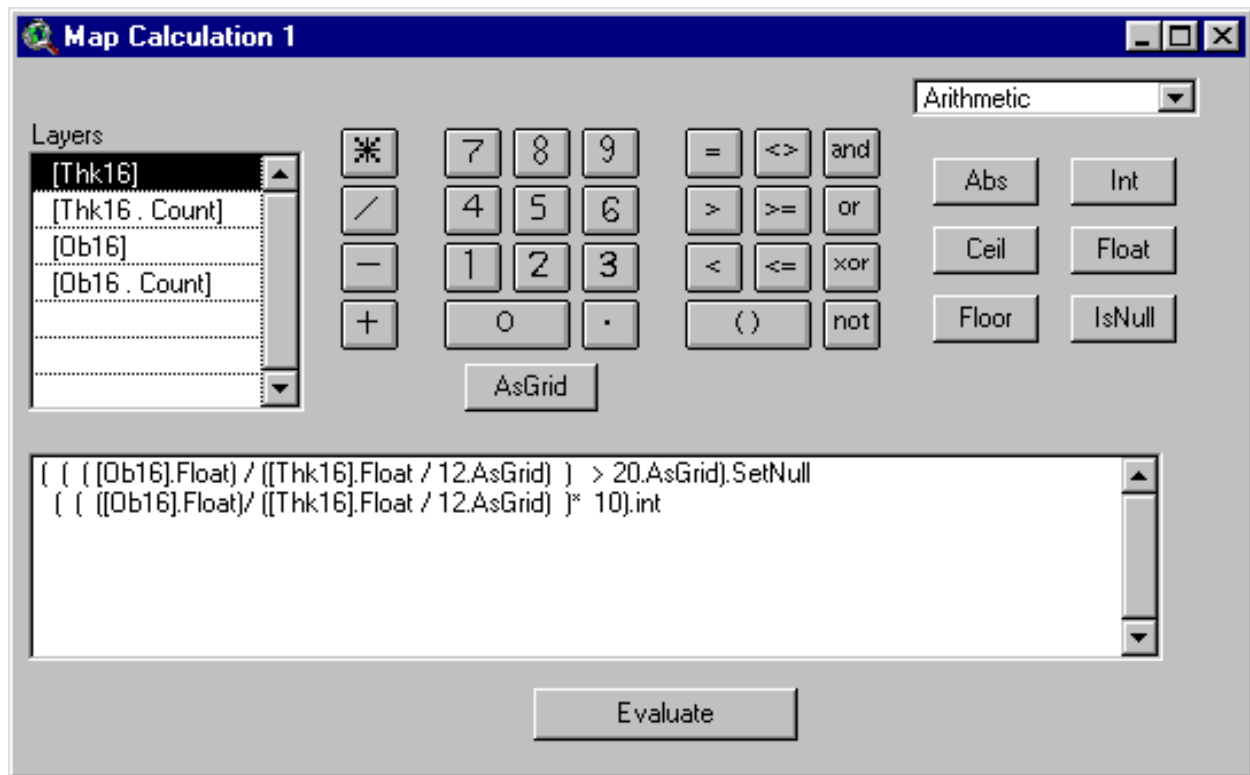 Map Calculation 1
Arithmetic
Layers
[Thk16]
[Thk16 . Count]
[Ob16]
[Ob16 . Count]
* 7 8 9 = <> and
/ 4 5 6 > >= or
− 1 2 3 < <= xor
+ 0 . ( ) not
Abs Int
Ceil Float
Floor IsNull
AsGrid
( ( ( [Ob16].Float) / ([Thk16].Float / 12.AsGrid) ) > 20.AsGrid).SetNull
( ( ([Ob16].Float)/ ([Thk16].Float / 12.AsGrid) )* 10).int
Evaluate